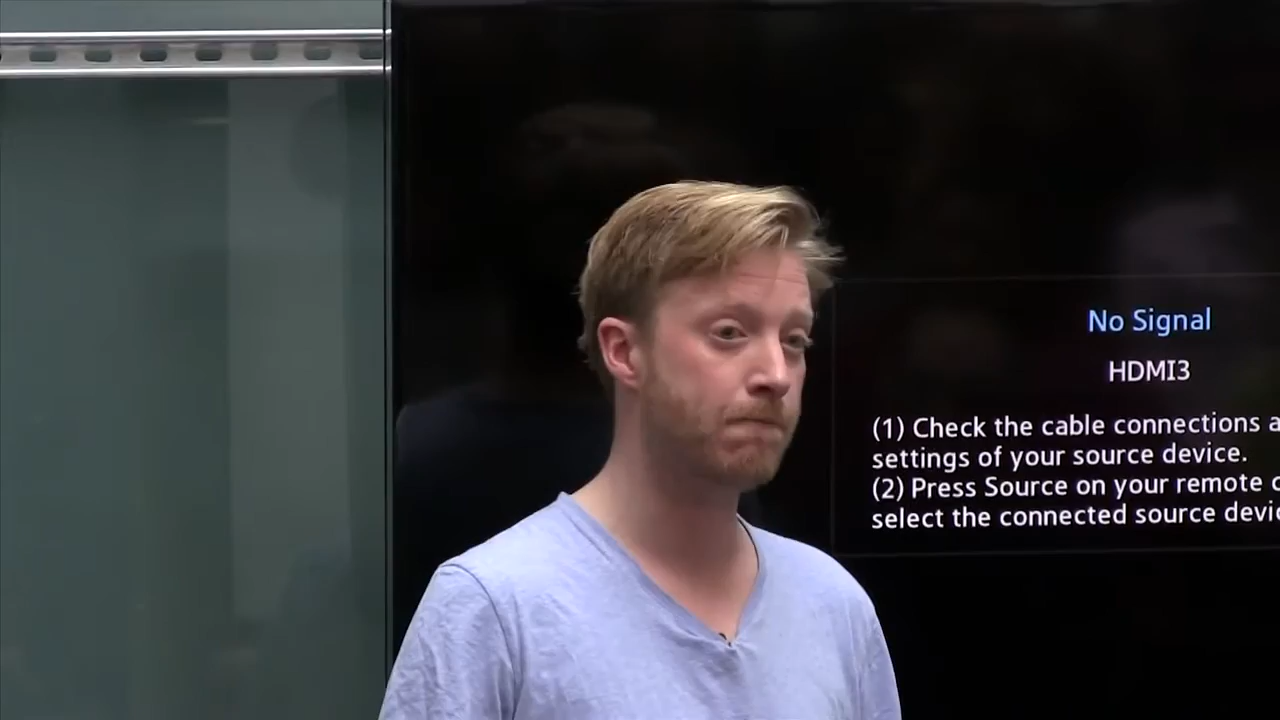 No Signal
HDMI3
(1) Check the cable connections a
settings of your source device.
(2) Press Source on your remote c
select the connected source devic